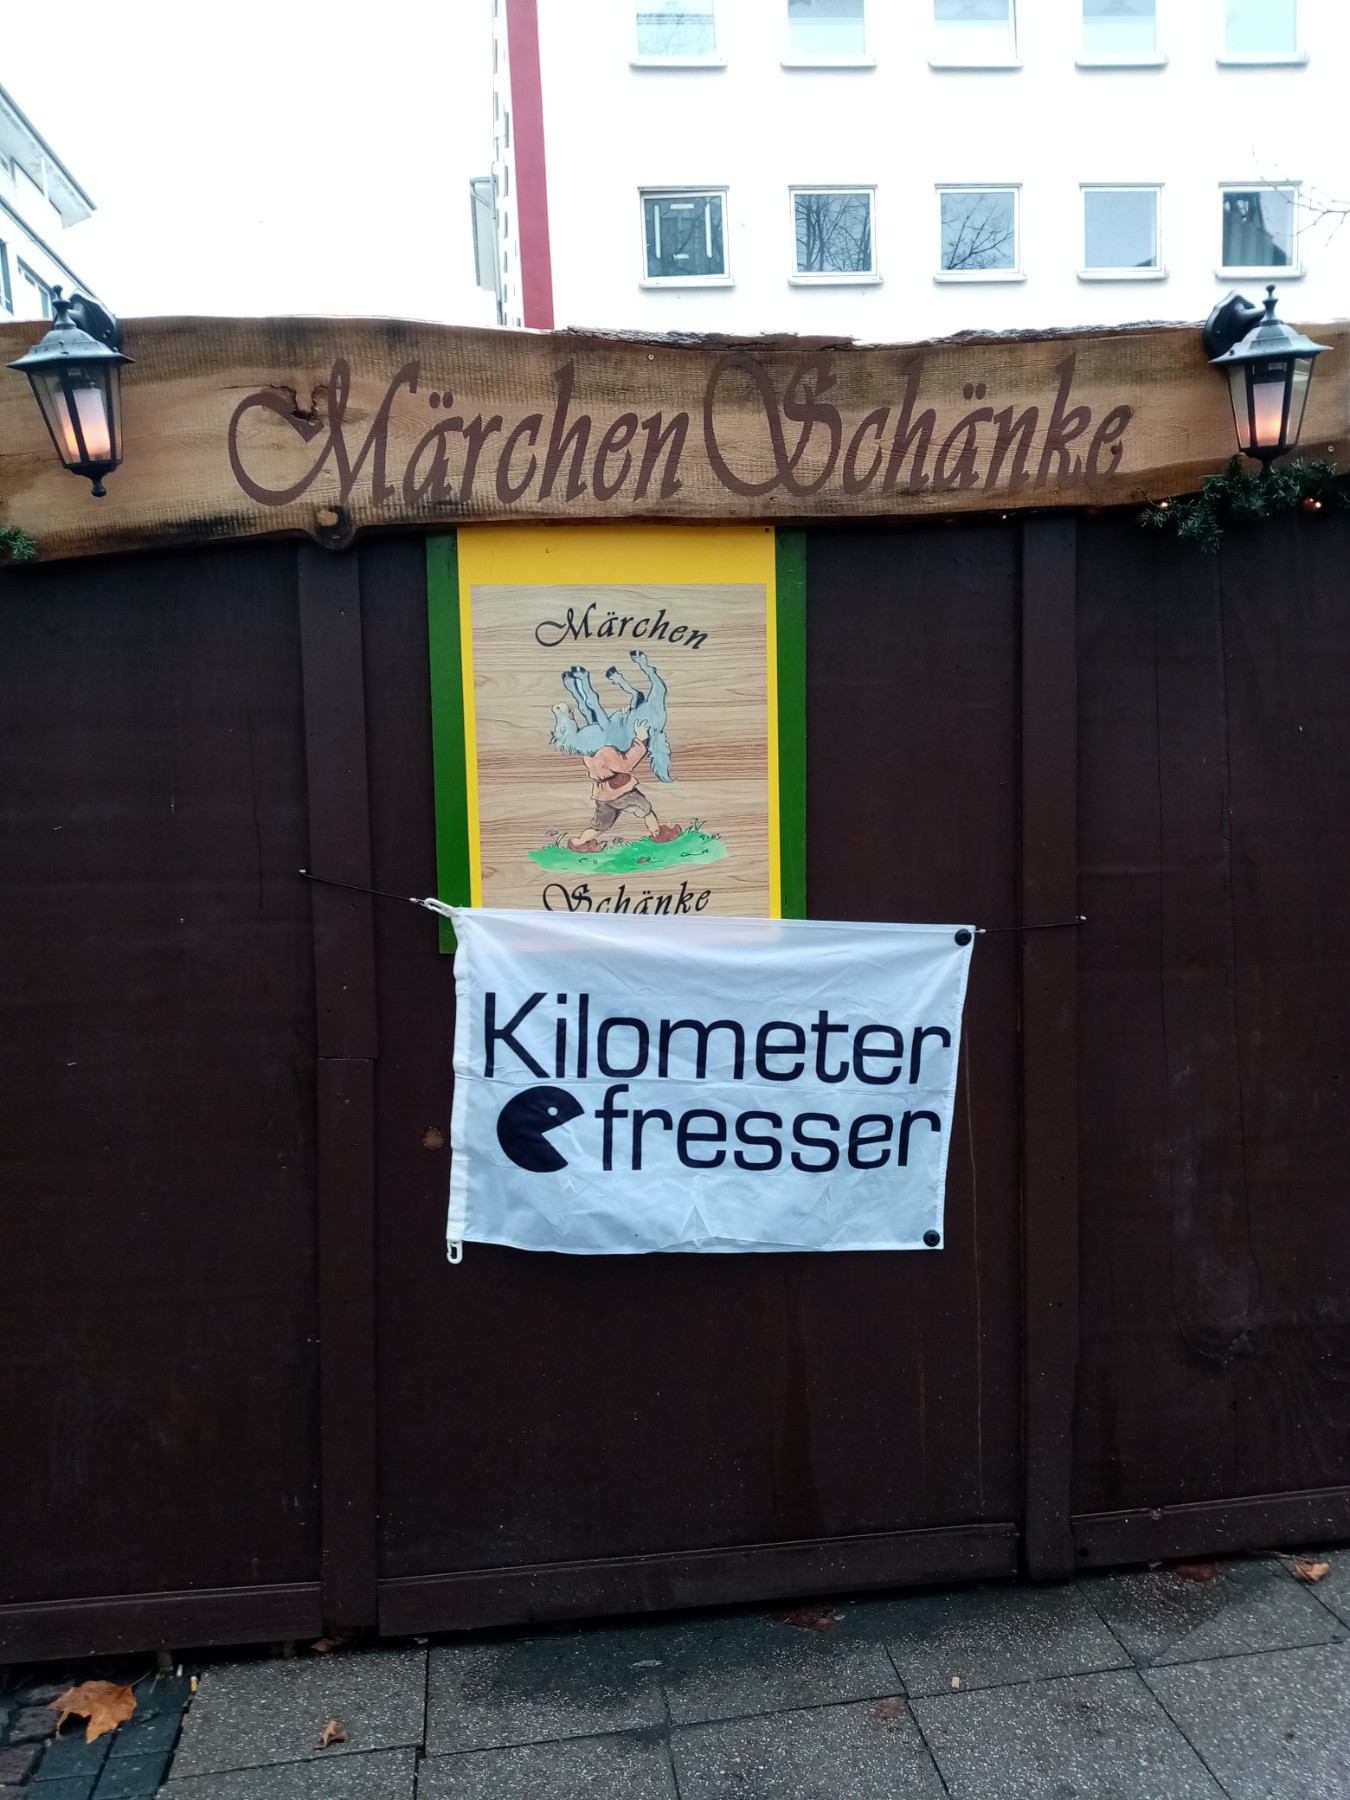 Märchen Schänke
Märchen
Schänke
Kilometer
fresser